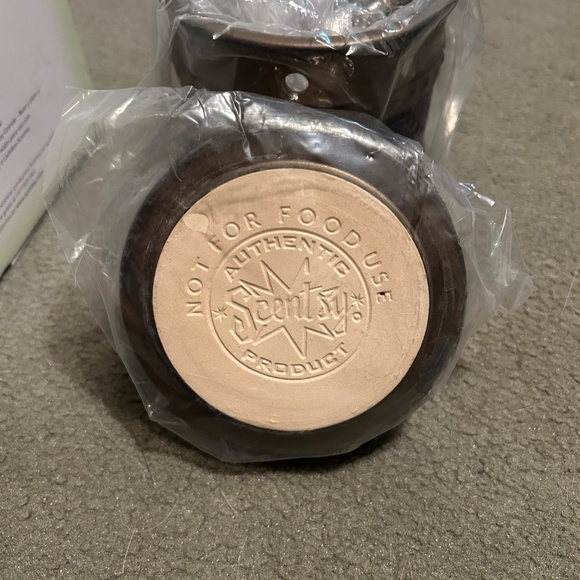 NOT FOR FOOD USE
AUTHENTIC
Scentsy
PRODUCT